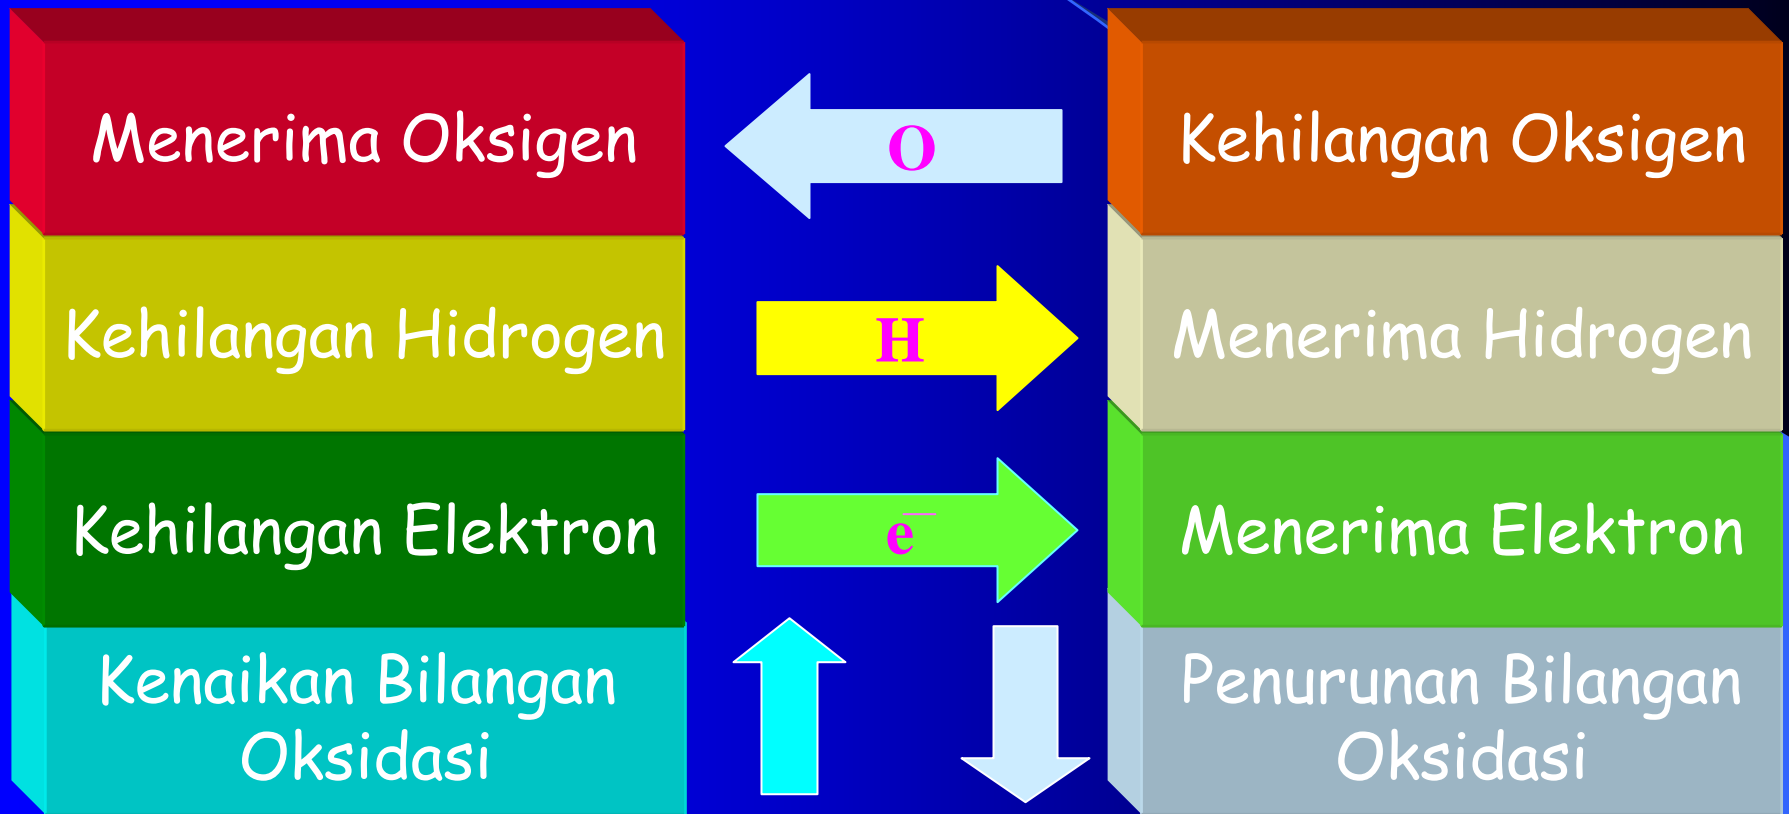 Menerima Oksigen
O
Kehilangan Oksigen
Kehilangan Hidrogen
H
Menerima Hidrogen
Kehilangan Elektron
e¯
Menerima Elektron
Kenaikan Bilangan
Oksidasi
Penurunan Bilangan
Oksidasi